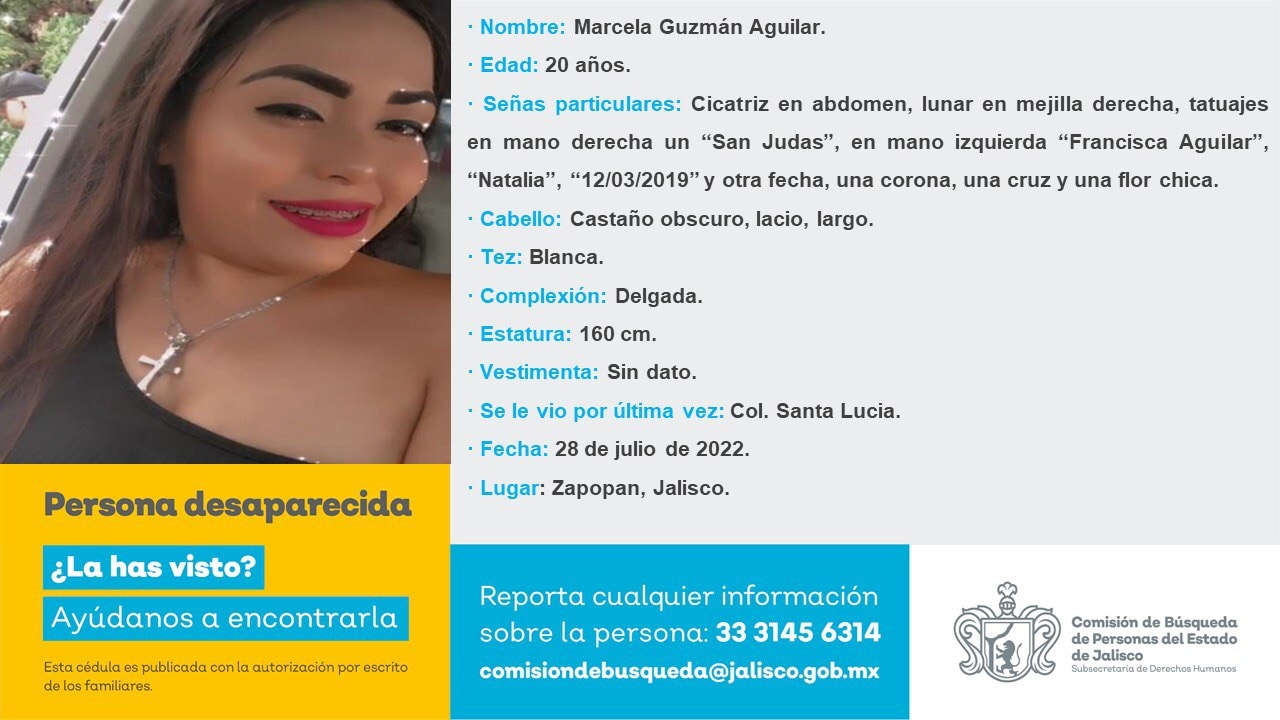 · Nombre: Marcela Guzmán Aguilar.
· Edad: 20 años.
· Señas particulares: Cicatriz en abdomen, lunar en mejilla derecha, tatuajes
en mano derecha un “San Judas”, en mano izquierda “Francisca Aguilar”,
“Natalia”, “12/03/2019” y otra fecha, una corona, una cruz y una flor chica.
· Cabello: Castaño obscuro, lacio, largo.
· Tez: Blanca.
· Complexión: Delgada.
· Estatura: 160 cm.
· Vestimenta: Sin dato.
· Se le vio por última vez: Col. Santa Lucia.
· Fecha: 28 de julio de 2022.
· Lugar: Zapopan, Jalisco.
Persona desaparecida
¿La has visto?
Ayúdanos a encontrarla
Esta cédula es publicada con la autorización por escrito
de los familiares.
Reporta cualquier información
sobre la persona: 33 3145 6314
comisiondebusqueda@jalisco.gob.mx
Comisión de Búsqueda
de Personas del Estado
de Jalisco
Subsecretaría de Derechos Humanos